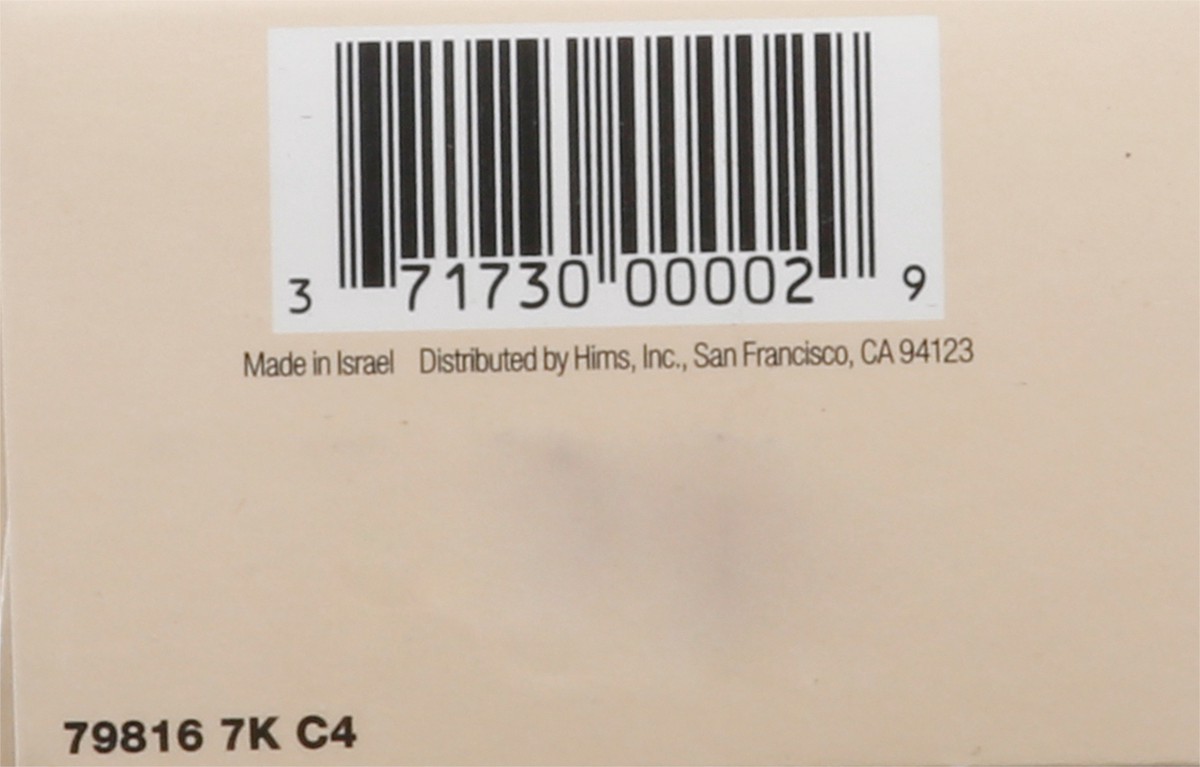 3 71730 00002 9
Made in Israel Distributed by Hims, Inc., San Francisco, CA 94123
79816 7K C4